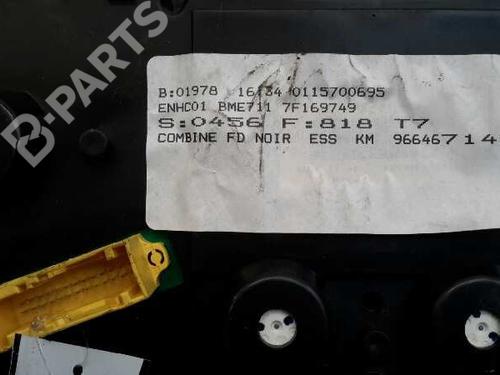 B-PARTS
B:01978 16:34 0115700695
ENHC01 BME711 7F169749
S:0456 F:818 T7
COMBINE FD NOIR ESS KM 96646714